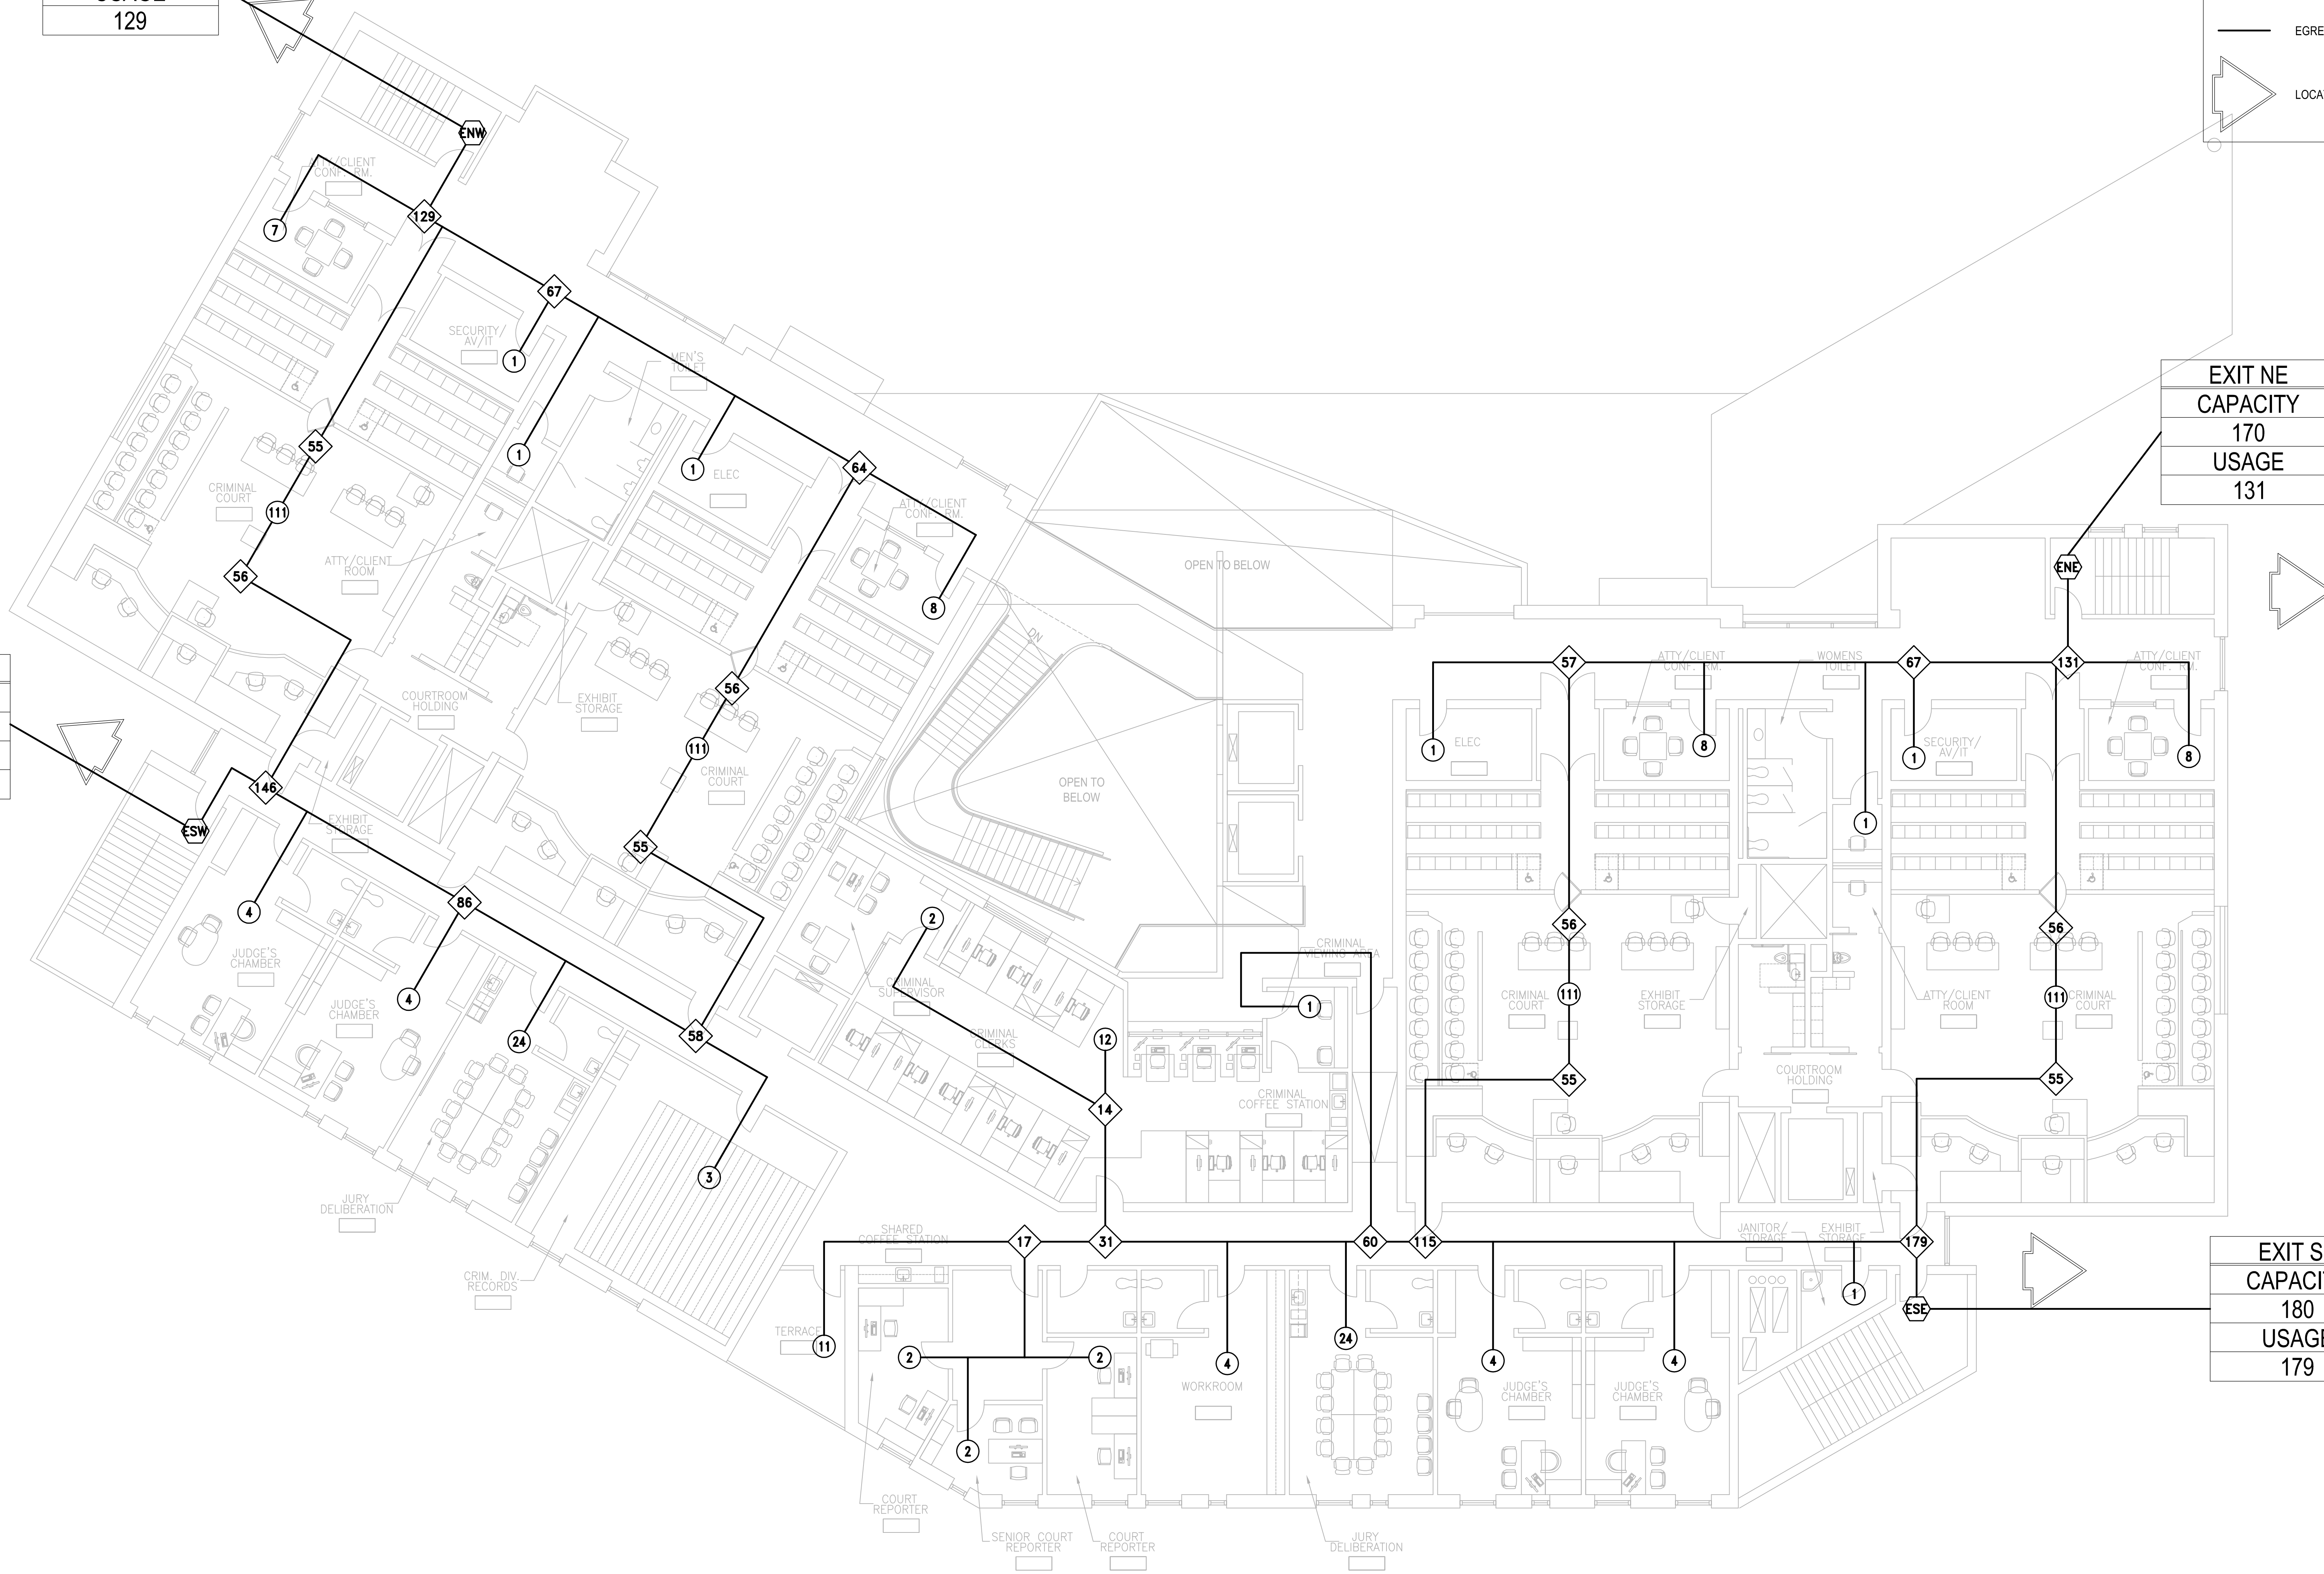 129
EGRE
LOCA
EXIT NE
CAPACITY
170
USAGE
131
EXIT S
CAPACI
180
USAGE
179
ENW
129
ATTY/CLIENT
CONF. RM.
7
67
SECURITY/
AV/IT
1
MEN'S
TOILET
1
1
ELEC
64
ATTY/CLIENT
CONF. RM.
8
55
111
56
CRIMINAL
COURT
ATTY/CLIENT
ROOM
COURTROOM
HOLDING
EXHIBIT
STORAGE
56
111
CRIMINAL
COURT
55
146
ESW
EXHIBIT
STORAGE
4
86
4
24
58
3
JUDGE'S
CHAMBER
JUDGE'S
CHAMBER
JURY
DELIBERATION
CRIM. DIV.
RECORDS
DN
OPEN TO BELOW
OPEN TO
BELOW
2
CRIMINAL
SUPERVISOR
CRIMINAL
CLERKS
12
14
CRIMINAL
VIEWING AREA
1
CRIMINAL
COFFEE STATION
ENE
57
ATTY/CLIENT
CONF. RM.
WOMENS
TOILET
67
131
ATTY/CLIENT
CONF. RM.
1
ELEC
8
1
SECURITY/
AV/IT
8
1
56
56
111
111
CRIMINAL
COURT
EXHIBIT
STORAGE
ATTY/CLIENT
ROOM
CRIMINAL
COURT
55
55
COURTROOM
HOLDING
SHARED
COFFEE STATION
17
31
60
115
JANITOR/
STORAGE
EXHIBIT
STORAGE
179
1
ESE
TERRACE
11
2
2
2
4
WORKROOM
24
4
4
JUDGE'S
CHAMBER
JUDGE'S
CHAMBER
COURT
REPORTER
SENIOR COURT
REPORTER
COURT
REPORTER
JURY
DELIBERATION